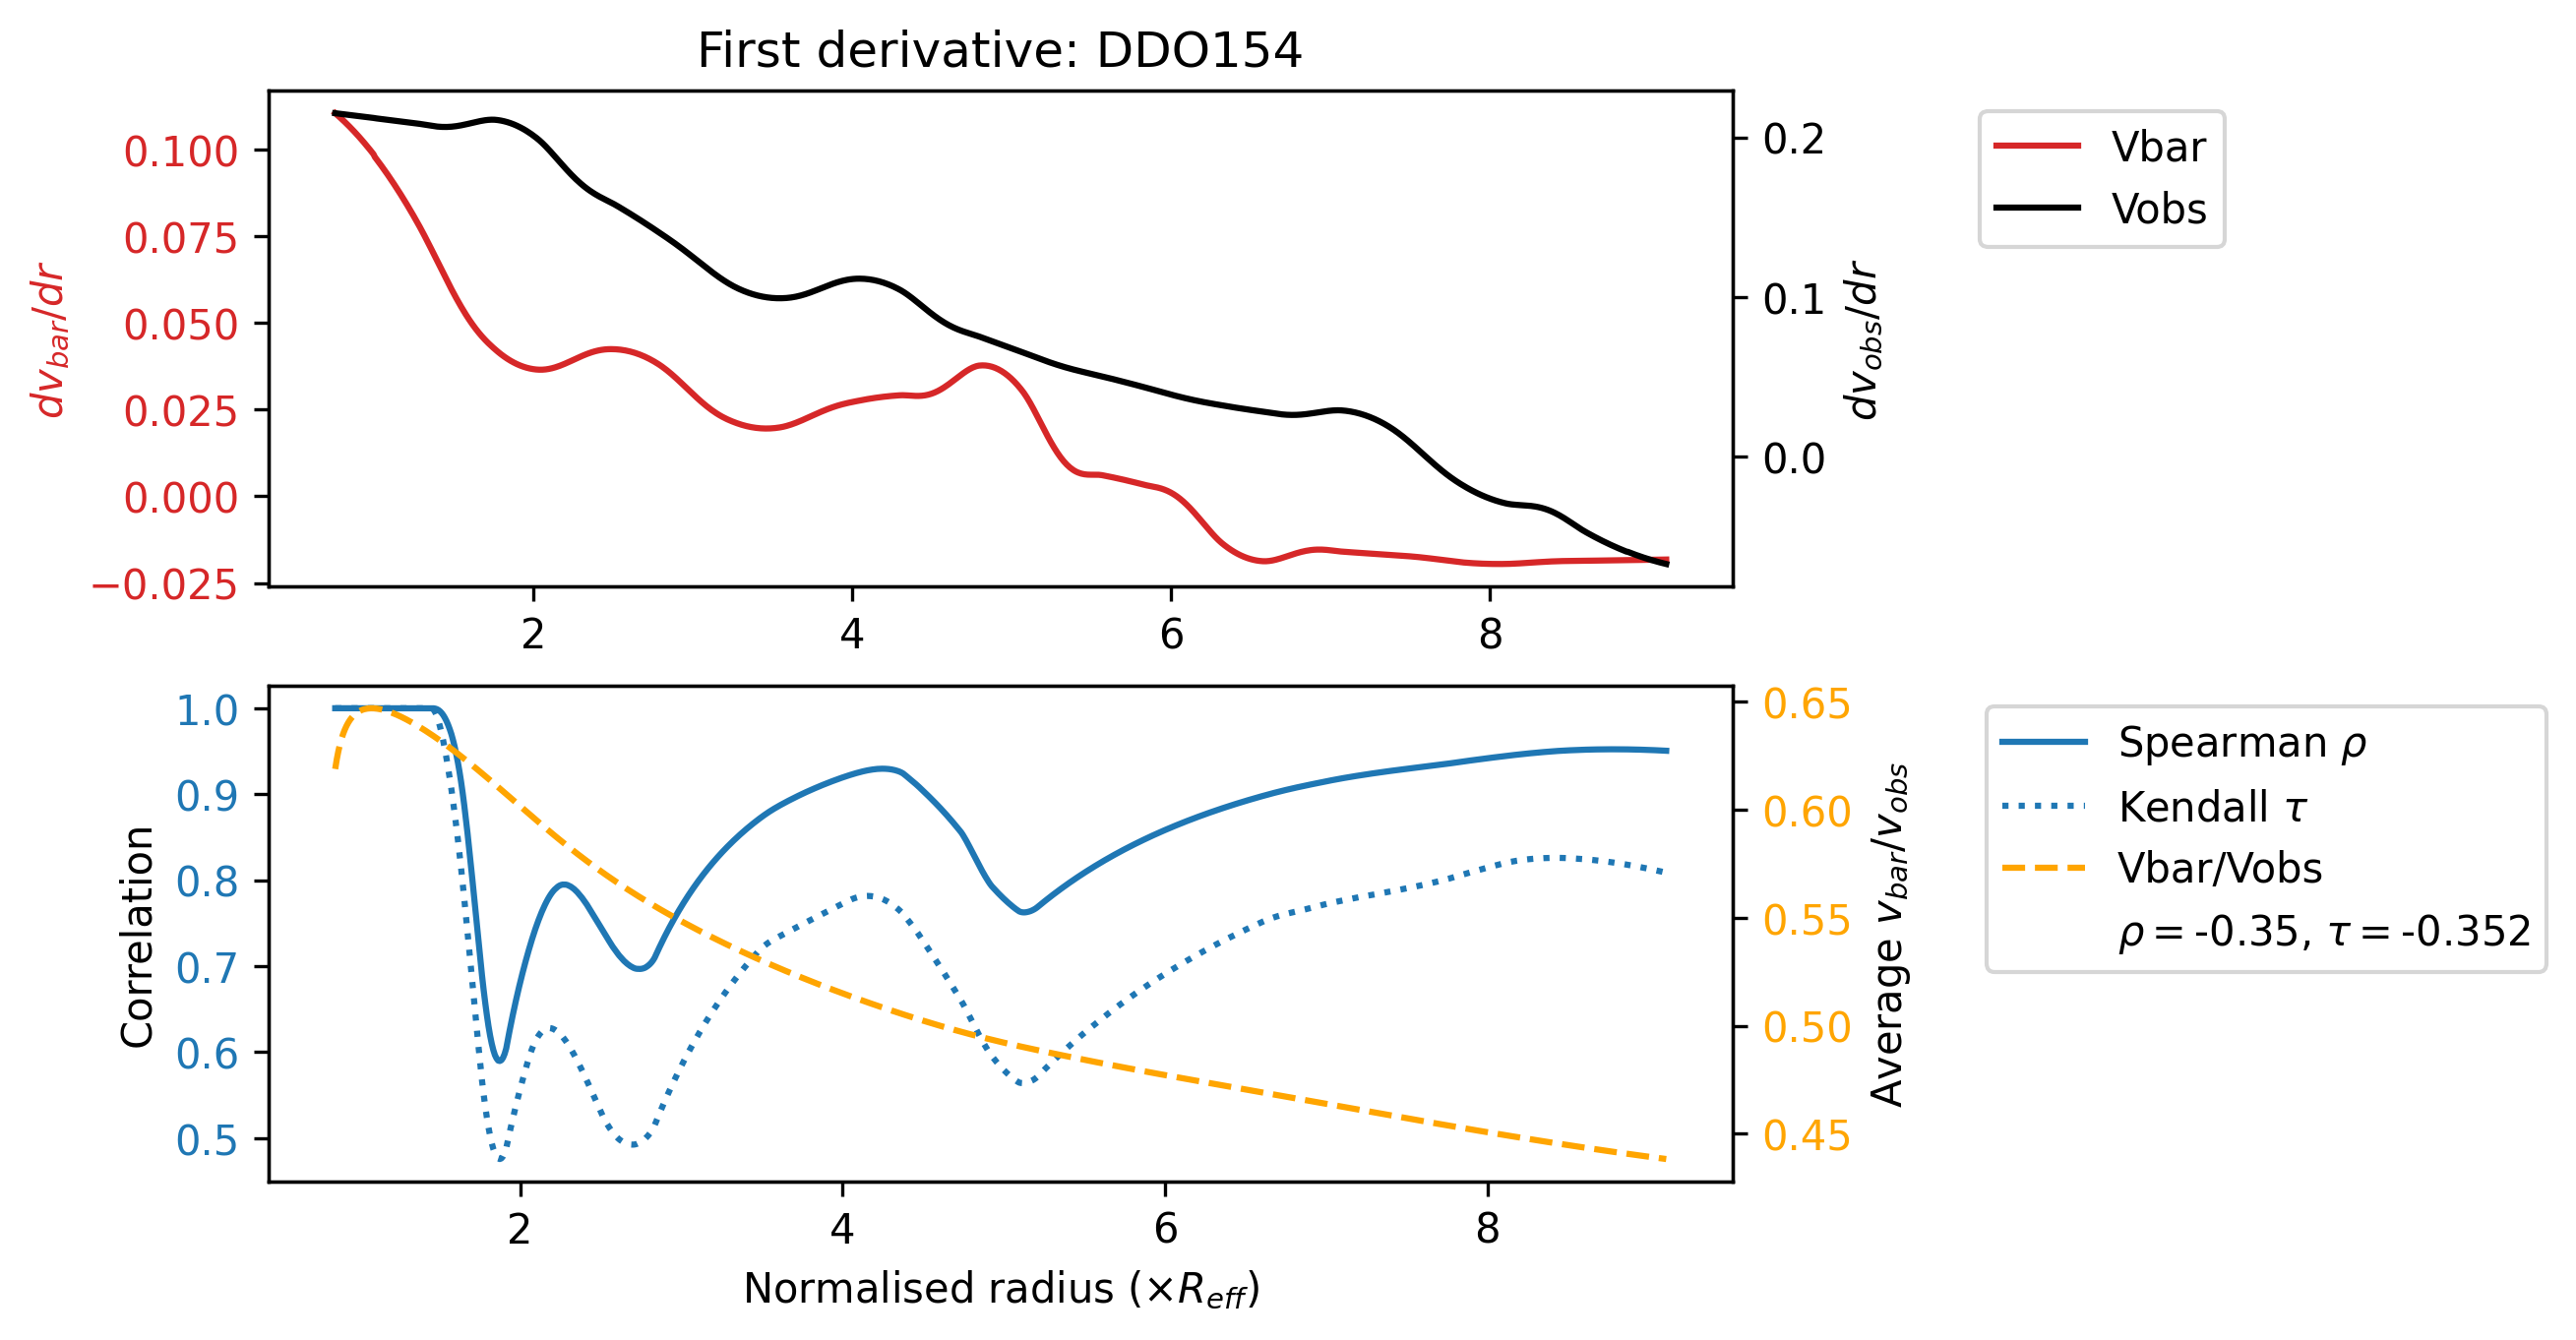 First derivative: DDO154
dv_bar/dr
0.100
0.075
0.050
0.025
0.000
−0.025
2 4 6 8
0.2
0.1
0.0
dv_obs/dr
Vbar
Vobs
Correlation
1.0
0.9
0.8
0.7
0.6
0.5
2 4 6 8
Normalised radius (×R_eff)
0.65
0.60
0.55
0.50
0.45
Average v_bar/v_obs
Spearman ρ
Kendall τ
Vbar/Vobs
ρ = -0.35, τ = -0.352